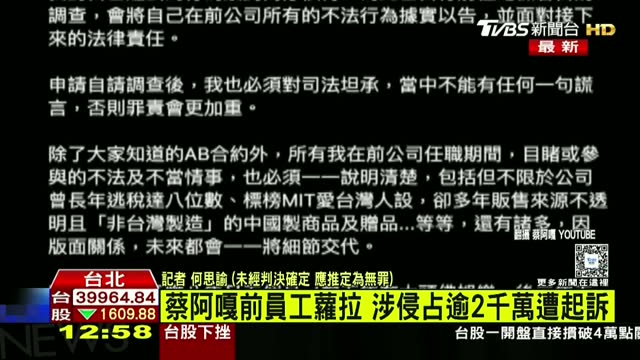 調查，會將自己在前公司所有的不法行為據實以告，並面對接下
來的法律責任。
TVBS新聞台 HD
最新
申請自請調查後，我也必須對司法坦承，當中不能有任何一句謊
言，否則罪責會更加重。
除了大家知道的AB合約外，所有我在前公司任職期間，目睹或參
與的不法及不當情事，也必須一一說明清楚，包括但不限於公司
曾長年逃稅達八位數、標榜MIT愛台灣人設，卻多年販售來源不透
明且「非台灣製造」的中國製商品及贈品...等等，還有諸多，因
版面關係，未來都會一一將細節交代。
翻攝 蔡阿嘎 YOUTUBE
更多新聞在這裡
台北
記者 何思諭 (未經判決確定 應推定為無罪)
台股 39964.84
1609.88
蔡阿嘎前員工蘿拉 涉侵占逾2千萬遭起訴
12:58
台股下挫
台股一開盤直接摜破4萬點關